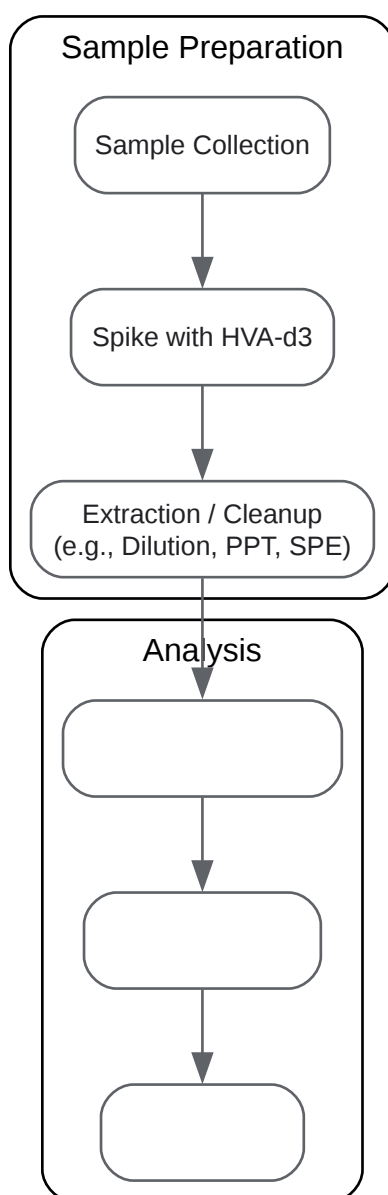 Sample Preparation
Sample Collection
Spike with HVA-d3
Extraction / Cleanup
(e.g., Dilution, PPT, SPE)
Analysis